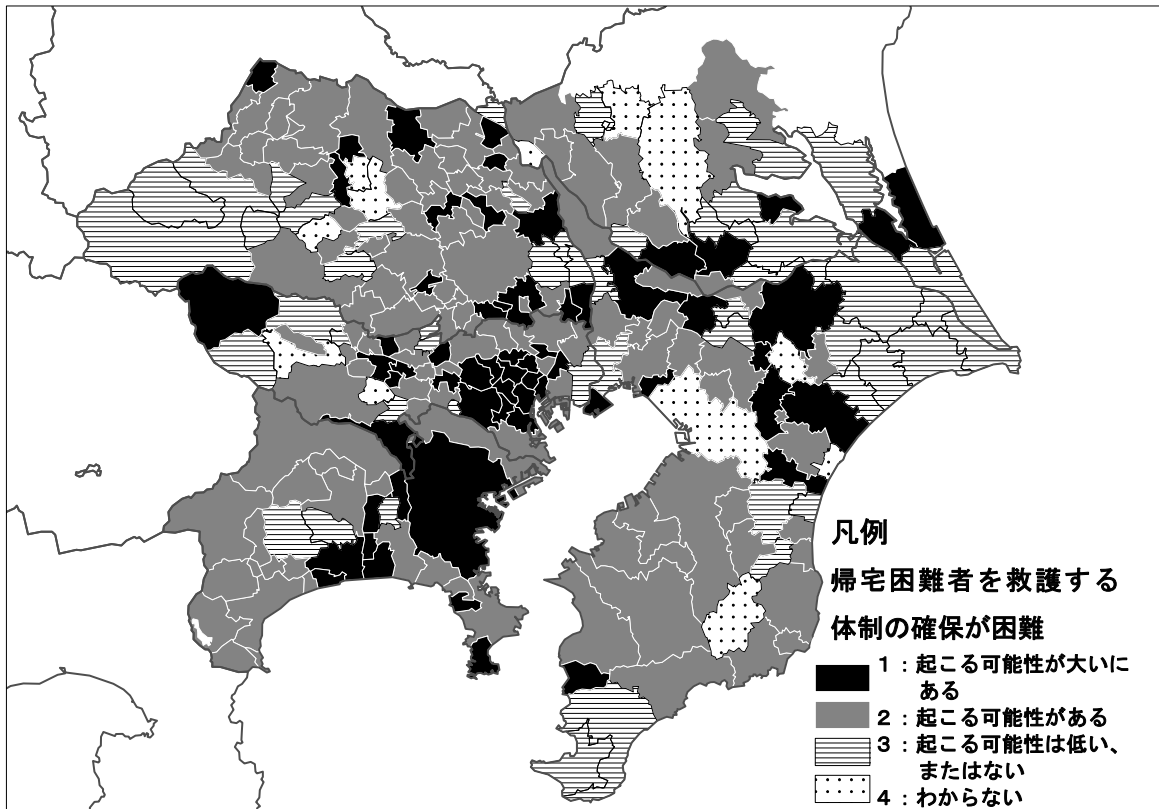 凡例
帰宅困難者を救護する
体制の確保が困難
1：起こる可能性が大いに
ある
2：起こる可能性がある
3：起こる可能性は低い、
またはない
4：わからない